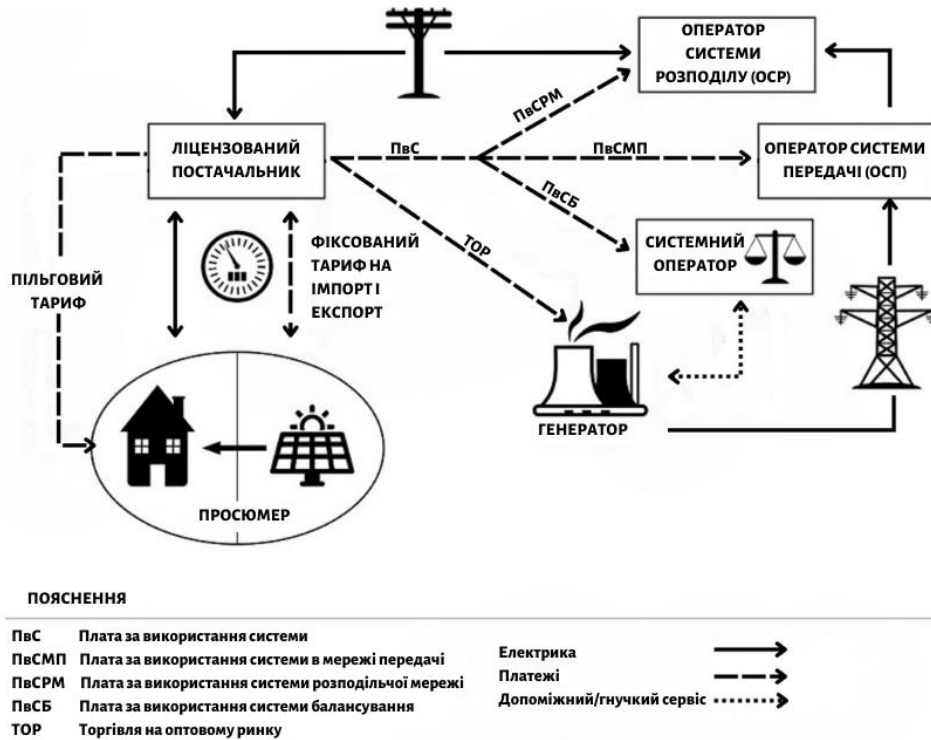 ОПЕРАТОР
СИСТЕМИ
РОЗПОДІЛУ (ОСР)
ПвСРМ
ЛІЦЕНЗОВАНИЙ
ПОСТАЧАЛЬНИК
ПвС
ПвСМП
ОПЕРАТОР СИСТЕМИ
ПЕРЕДАЧІ (ОСП)
ПвСБ
ТОР
СИСТЕМНИЙ
ОПЕРАТОР
ПІЛЬГОВИЙ
ТАРИФ
ФІКСОВАНИЙ
ТАРИФ НА
ІМПОРТ І
ЕКСПОРТ
ГЕНЕРАТОР
ПРОСЮМЕР
ПОЯСНЕННЯ
ПвС Плата за використання системи
ПвСМП Плата за використання системи в мережі передачі
ПвСРМ Плата за використання системи розподільчої мережі
ПвСБ Плата за використання системи балансування
ТОР Торгівля на оптовому ринку
Електрика
Платежі
Допоміжний/гнучкий сервіс